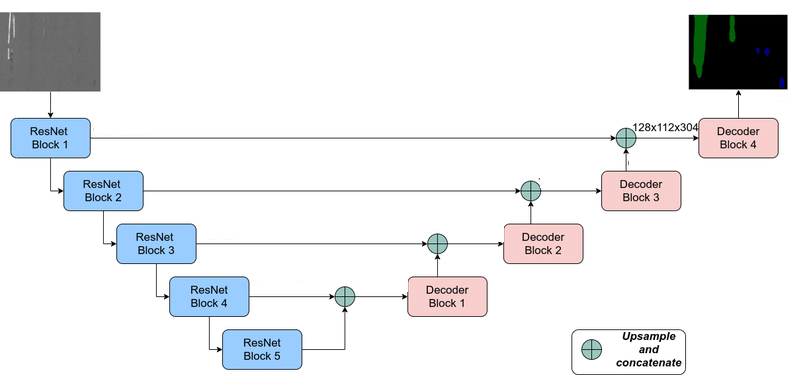 ResNet
Block 1
128x112x304
Decoder
Block 4
ResNet
Block 2
Decoder
Block 3
ResNet
Block 3
Decoder
Block 2
ResNet
Block 4
Decoder
Block 1
ResNet
Block 5
Upsample
and
concatenate